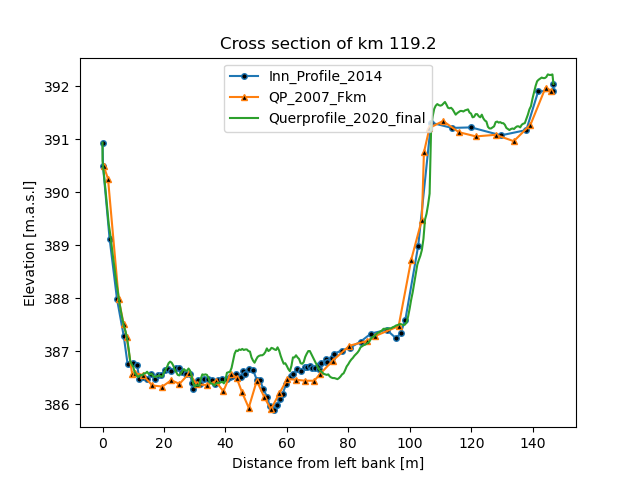 Cross section of km 119.2
Inn_Profile_2014
QP_2007_Fkm
Querprofile_2020_final
392
391
390
389
388
387
386
Elevation [m.a.s.l]
0 20 40 60 80 100 120 140
Distance from left bank [m]